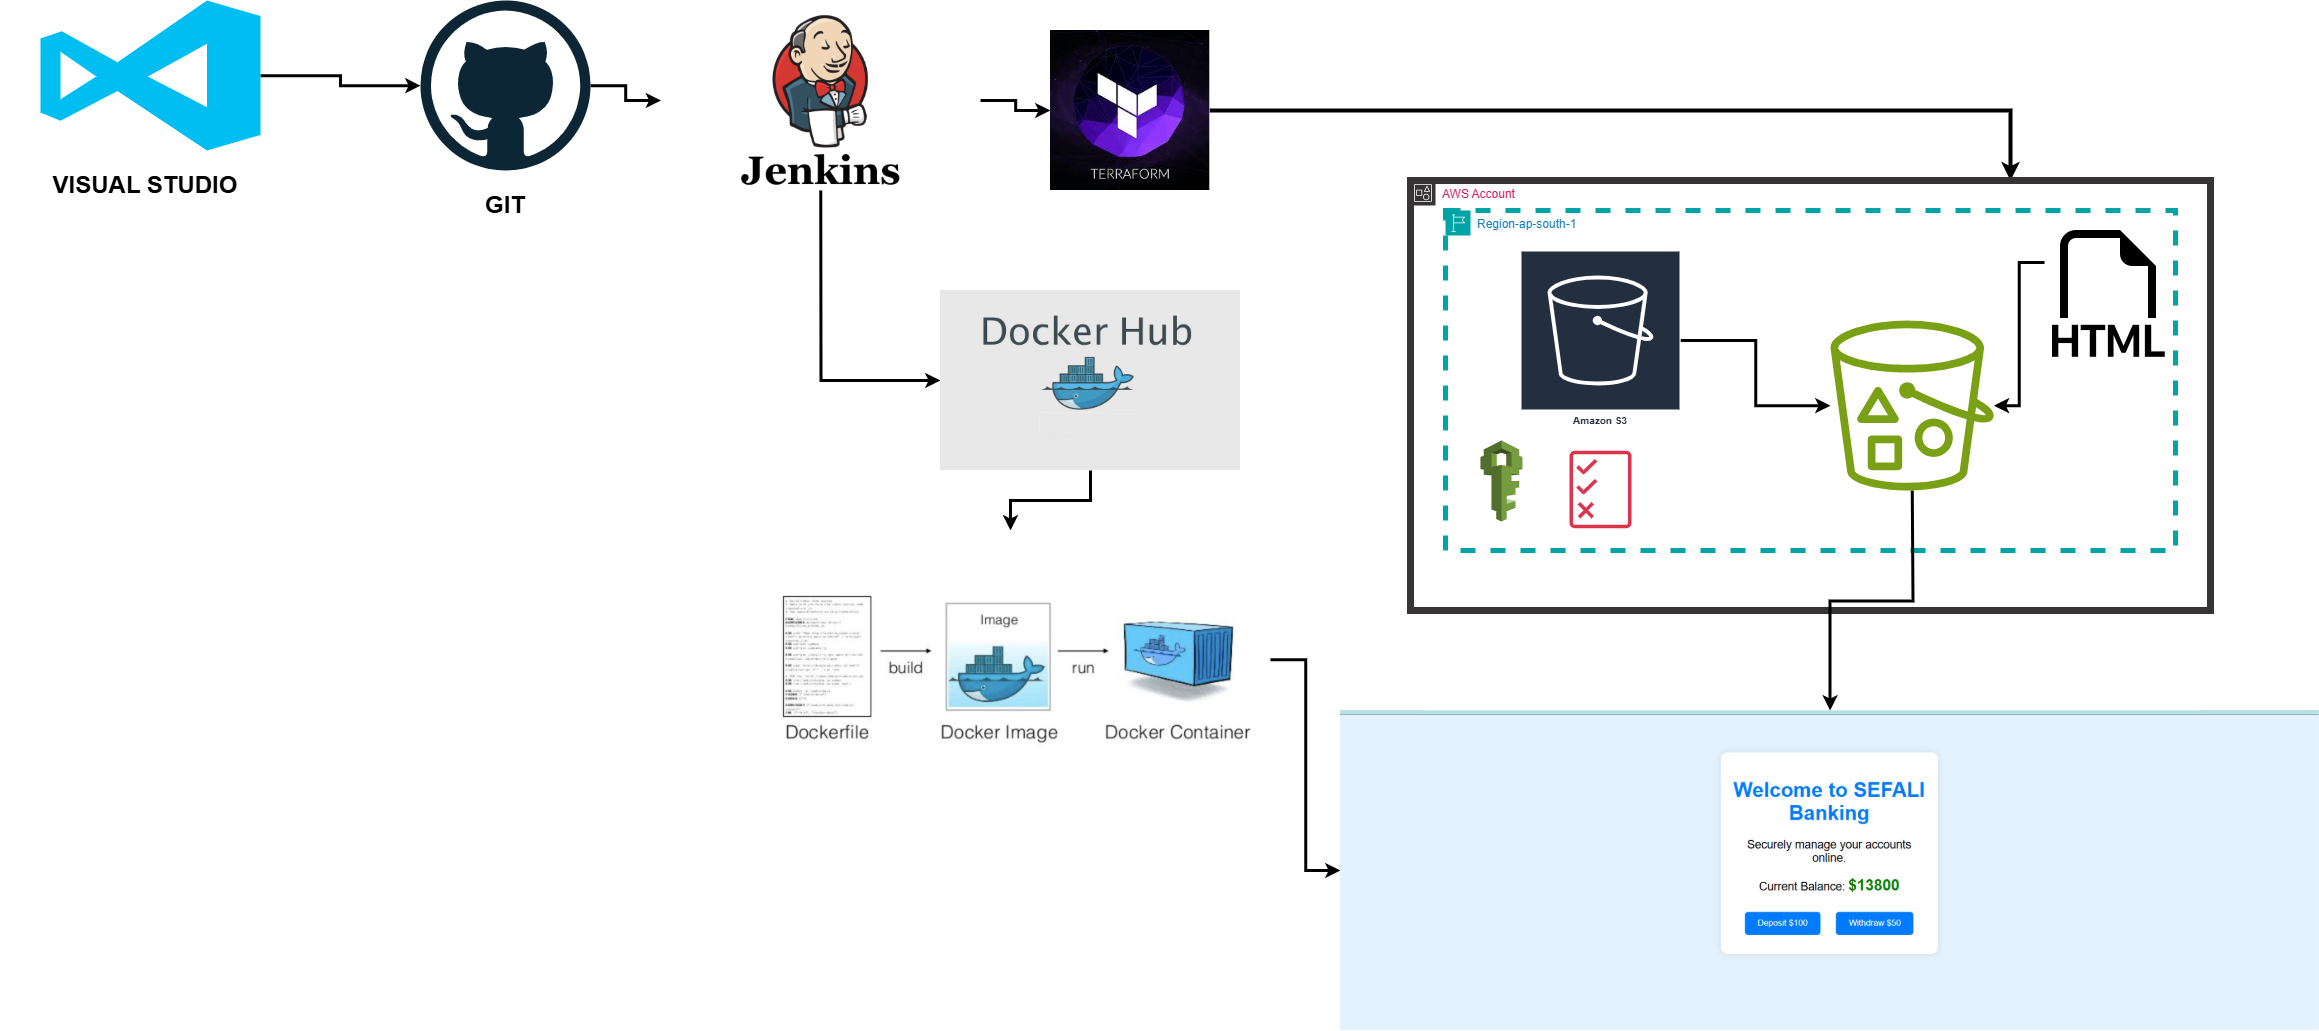 VISUAL STUDIO
GIT
Jenkins
TERRAFORM
AWS Account
Region-ap-south-1
HTML
Amazon S3
Docker Hub
Image
build
run
Dockerfile
Docker Image
Docker Container
Welcome to SEFALI
Banking
Securely manage your accounts
online.
Current Balance: $13800
Deposit $100
Withdraw $50